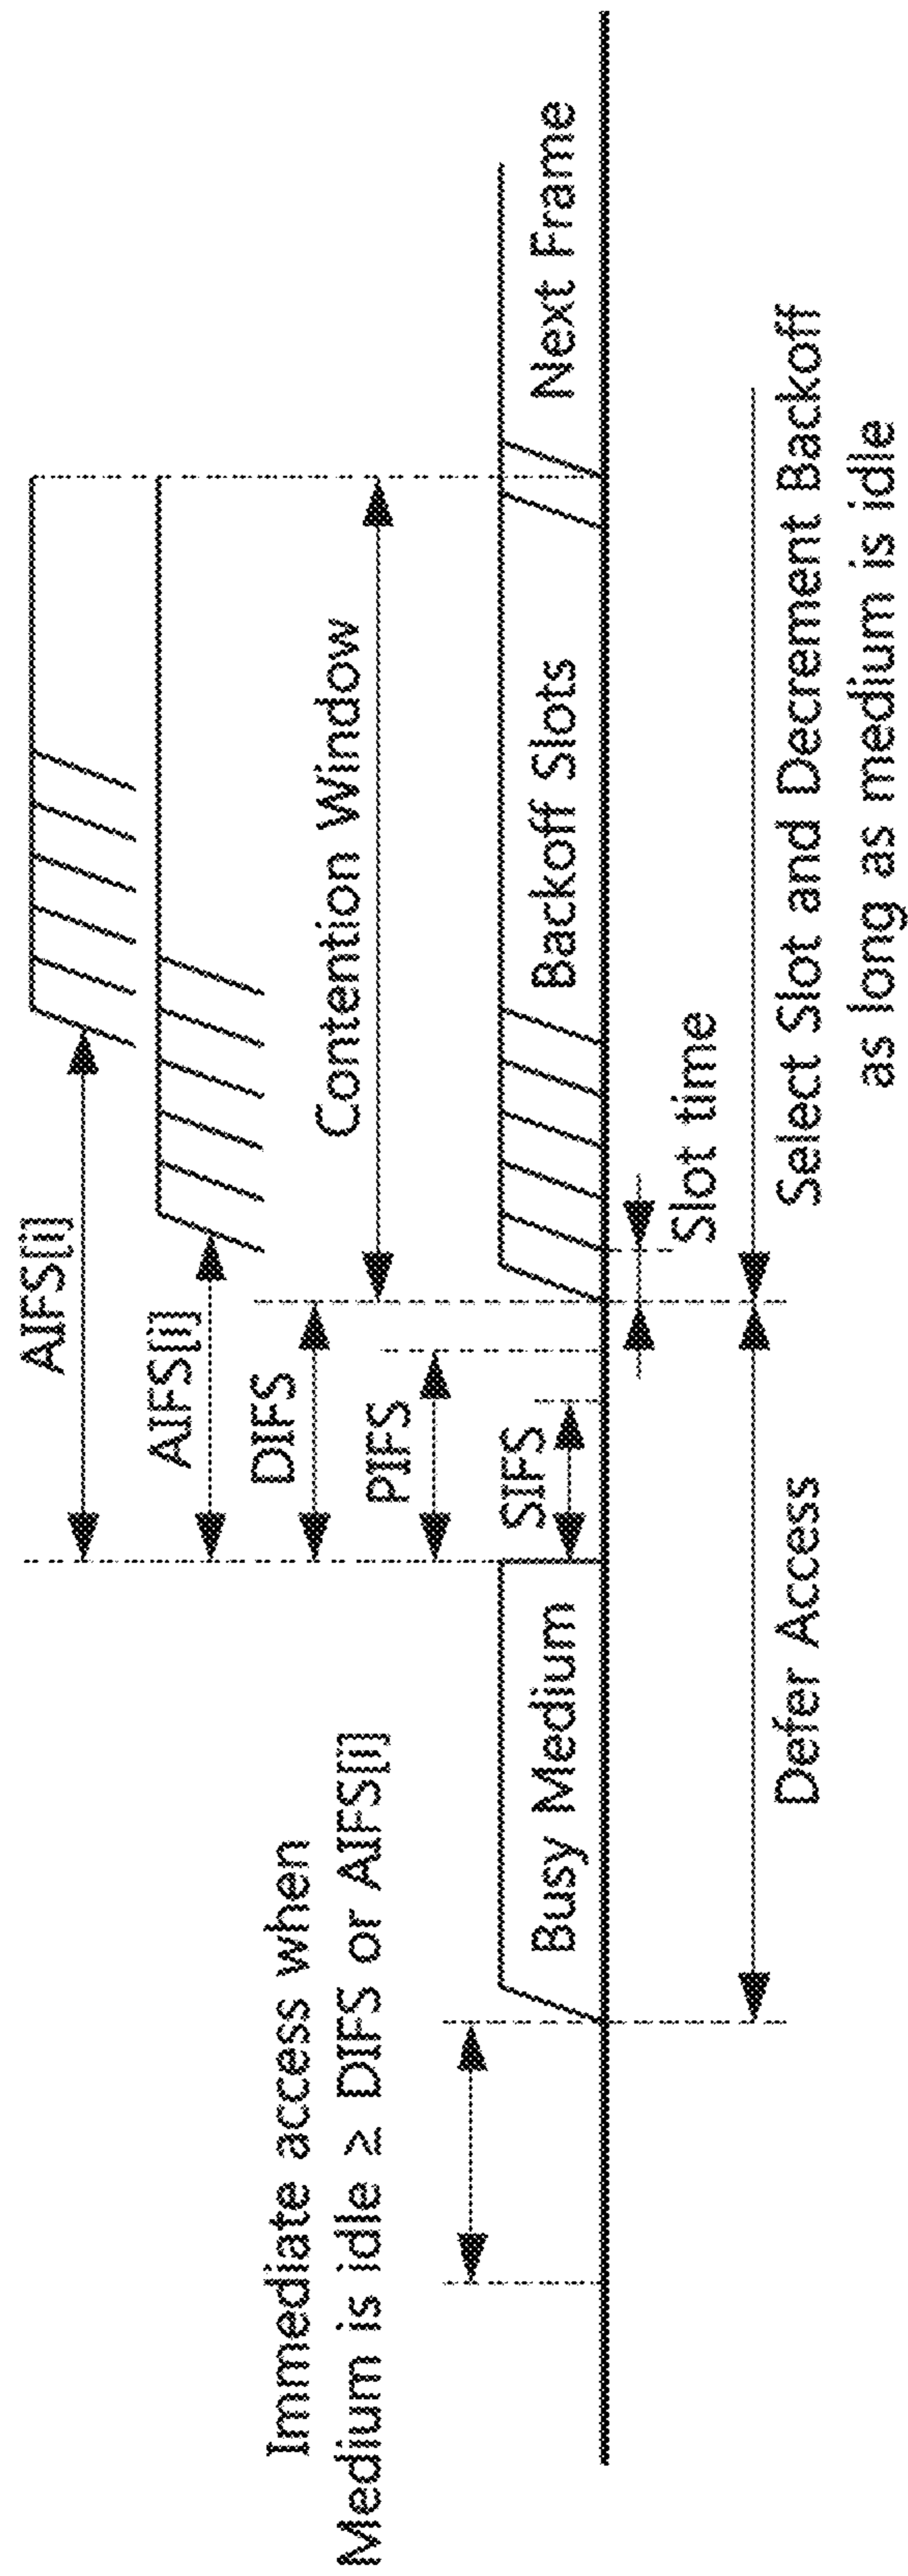 AIFS[i]
AIFS[i]
Immediate access when
Medium is idle ≥ DIFS or AIFS[i]
DIFS
Contention Window
PIFS
SIFS
Busy Medium
Backoff Slots
Next Frame
Slot time
Defer Access
Select Slot and Decrement Backoff
as long as medium is idle